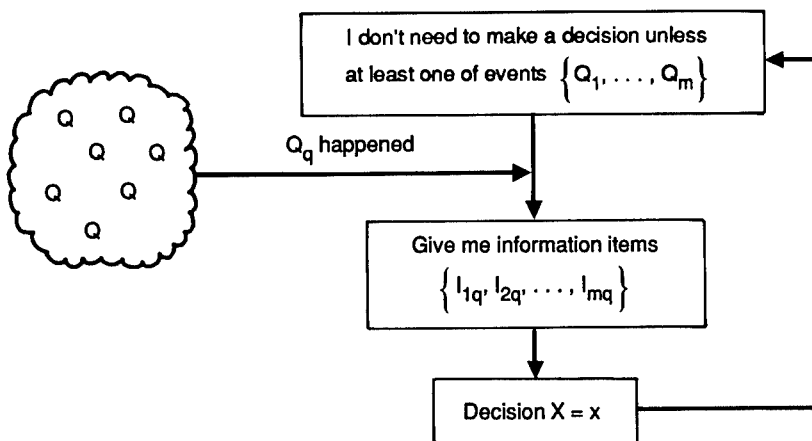 I don't need to make a decision unless
at least one of events {Q₁, . . . , Qₘ}
Q Q
Q Q
Q Q
Q
Q_q happened
Give me information items
{I₁q, I₂q, . . . , Iₘq}
Decision X = x